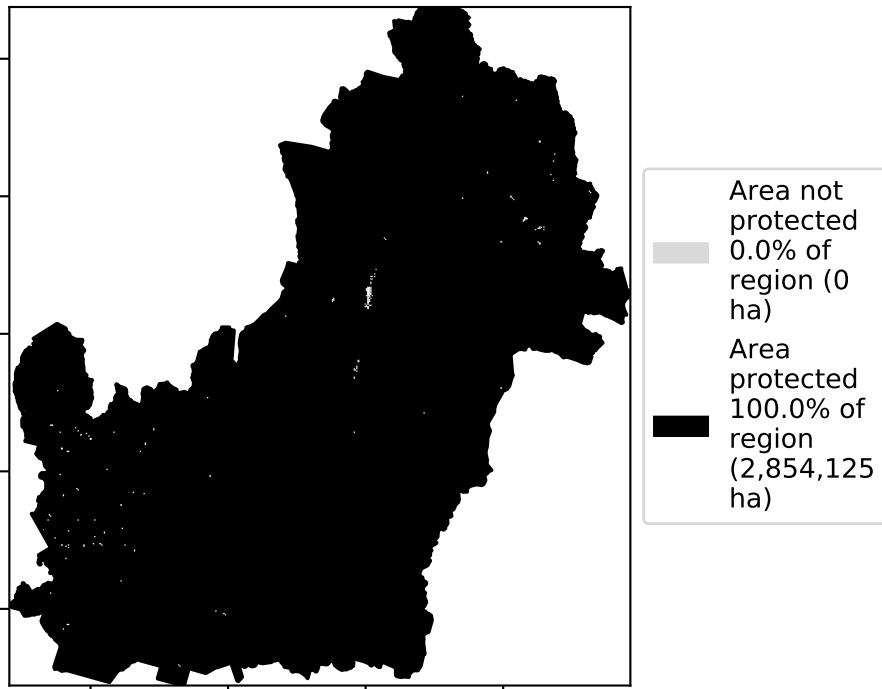 Area not
protected
0.0% of
region (0
ha)
Area
protected
100.0% of
region
(2,854,125
ha)